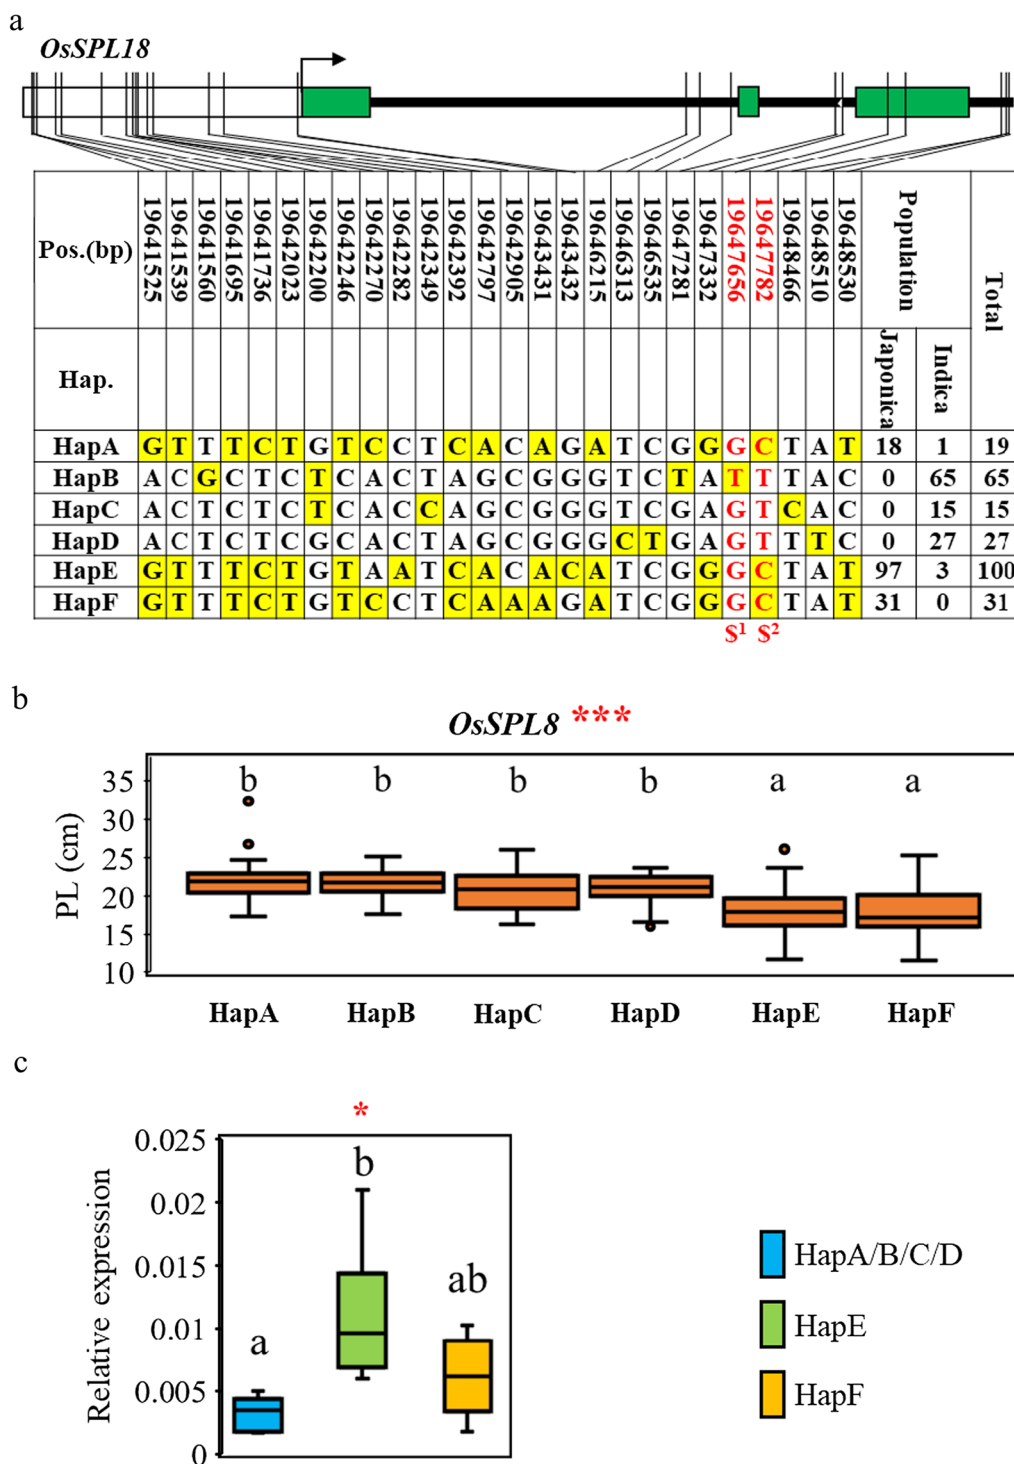 a
OsSPL18
Pos.(bp) 19641525 19641539 19641560 19641695 19641736 19642023 19642200 19642246 19642270 19642282 19642349 19642392 19642797 19642905 19643431 19643432 19646215 19646313 19646535 19647281 19647332 19647656 19647782 19648466 19648510 19648530 Population Total
Hap. Japonica Indica
HapA G T T T C T G T C C T C A C A G A T C G G G C T A T 18 1 19
HapB A C G C T C T C A C T A G C G G G T C T A T T T A C 0 65 65
HapC A C T C T C T C A C C A G C G G G T C G A G T C A C 0 15 15
HapD A C T C T C G C A C T A G C G G G C T G A G T T T C 0 27 27
HapE G T T T C T G T A A T C A C A C A T C G G G C T A T 97 3 100
HapF G T T T C T G T C C T C A A A G A T C G G G C T A T 31 0 31
$1 $2
b
OsSPL8 ***
b b b b a a
35
30
25
20
15
10
PL (cm)
HapA HapB HapC HapD HapE HapF
c
*
0.025
0.02
0.015
0.01
0.005
0
Relative expression
a
b
ab
HapA/B/C/D
HapE
HapF